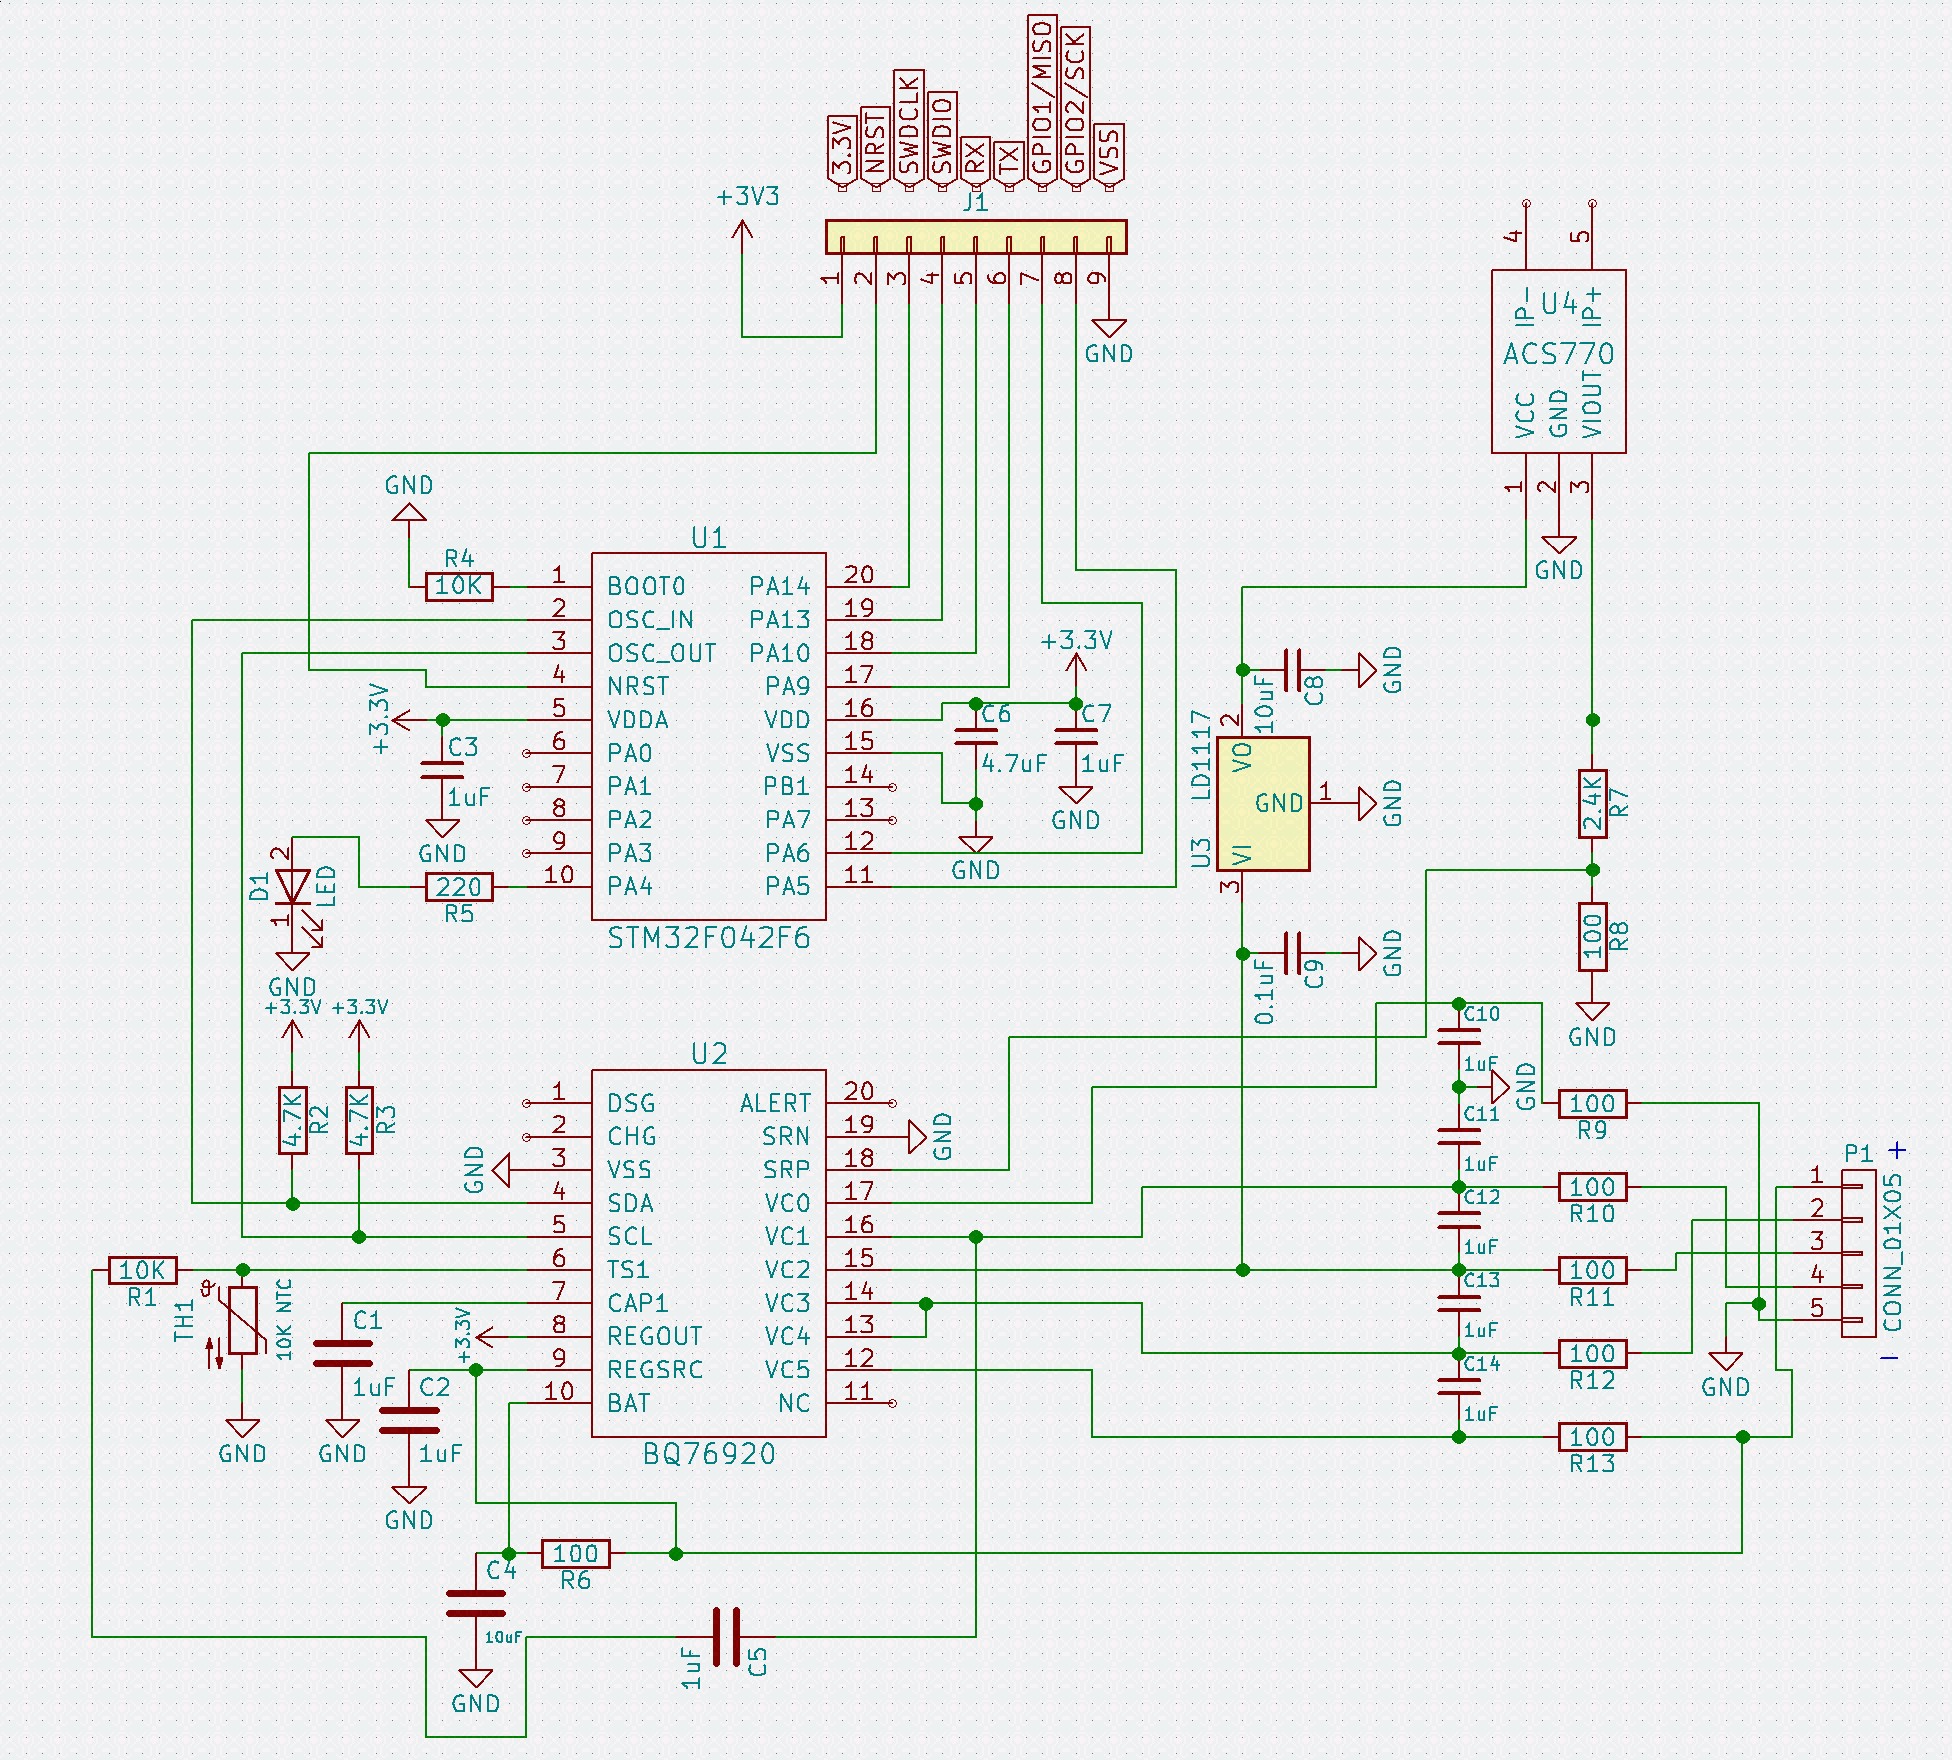 3.3V
NRST
SWDCLK
SWDIO
RX
TX
GPIO1/MISO
GPIO2/SCK
VSS
+3V3
J1
1 2 3 4 5 6 7 8 9
GND
4 5
IP- U4 IP+
ACS770
VCC GND VIOUT
1 2 3
GND
GND
R4
10K
U1
1 BOOT0 PA14 20
2 OSC_IN PA13 19
3 OSC_OUT PA10 18
4 NRST PA9 17
5 VDDA VDD 16
6 PA0 VSS 15
7 PA1 PB1 14
8 PA2 PA7 13
9 PA3 PA6 12
10 PA4 PA5 11
STM32F042F6
+3.3V
C3
1uF
GND
2
D1 LED
1
GND
220
R5
+3.3V
C6
4.7uF
GND
C7
1uF
GND
10uF C8 GND
U3 LD1117
2 VO
GND 1 GND
VI 3
0.1uF C9 GND
2.4K R7
100 R8
GND
+3.3V +3.3V
4.7K R2
4.7K R3
U2
1 DSG ALERT 20
2 CHG SRN 19
3 VSS SRP 18
4 SDA VC0 17
5 SCL VC1 16
6 TS1 VC2 15
7 CAP1 VC3 14
8 REGOUT VC4 13
9 REGSRC VC5 12
10 BAT NC 11
BQ76920
GND
GND
10K
R1
TH1 ϑ 10K NTC
GND
C1
1uF
GND
+3.3V
C2
1uF
GND
C4
10uF
GND
100
R6
1uF C5
C10
1uF
GND
C11
1uF
C12
1uF
C13
1uF
C14
1uF
100
R9
100
R10
100
R11
100
R12
100
R13
GND
P1 +
1
2
3
4
5
CONN_01X05
-